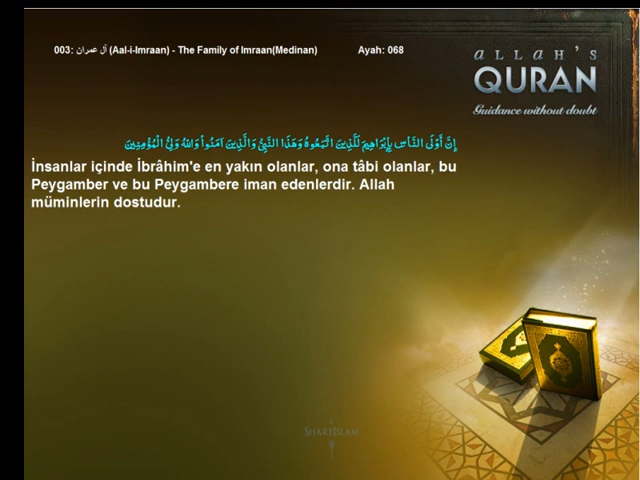 003: آل عمران (Aal-i-Imraan) - The Family of Imraan(Medinan) Ayah: 068
ALLAH'S
QURAN
Guidance without doubt
إِنَّ أَوْلَى النَّاسِ بِإِبْرَاهِيمَ لَلَّذِينَ اتَّبَعُوهُ وَهَذَا النَّبِيُّ وَالَّذِينَ آمَنُواْ وَاللّهُ وَلِيُّ الْمُؤْمِنِينَ
İnsanlar içinde İbrâhim'e en yakın olanlar, ona tâbi olanlar, bu
Peygamber ve bu Peygambere iman edenlerdir. Allah
müminlerin dostudur.
SHAREISLAM